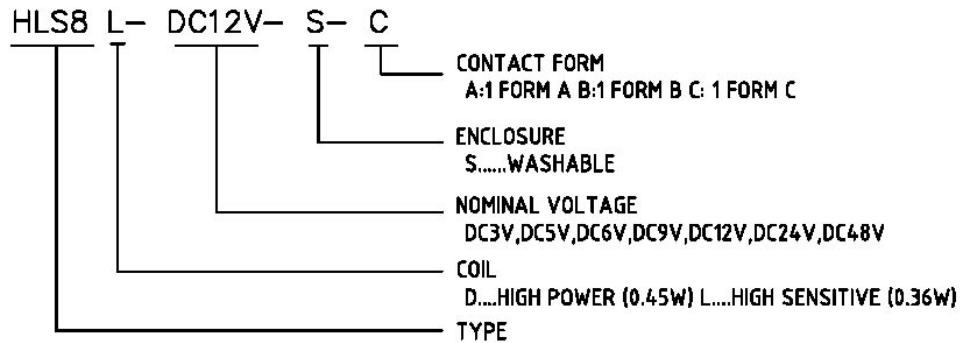 HLS8 L- DC12V- S- C
CONTACT FORM
A:1 FORM A B:1 FORM B C: 1 FORM C
ENCLOSURE
S......WASHABLE
NOMINAL VOLTAGE
DC3V,DC5V,DC6V,DC9V,DC12V,DC24V,DC48V
COIL
D....HIGH POWER (0.45W) L....HIGH SENSITIVE (0.36W)
TYPE